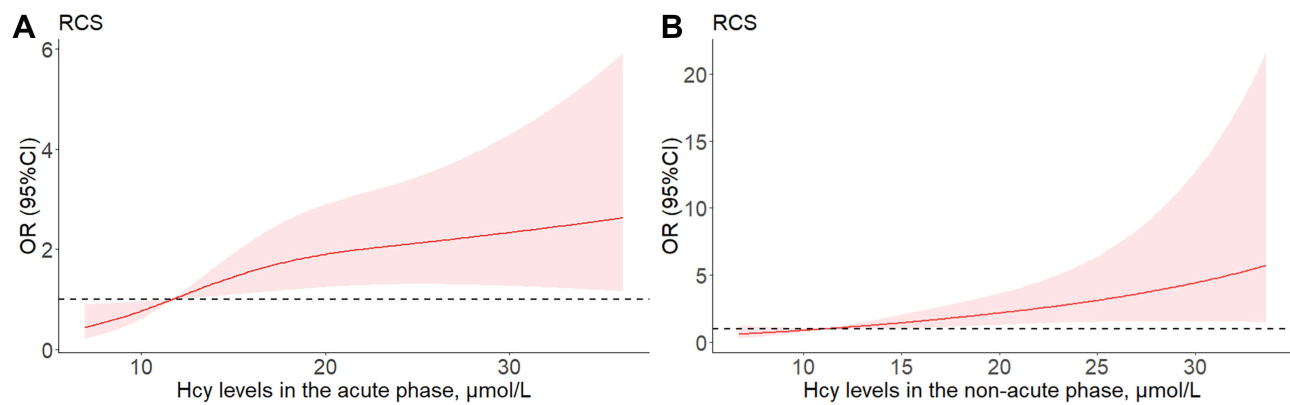 A
RCS
6
4
2
0
OR (95%CI)
10 20 30
Hcy levels in the acute phase, μmol/L
B
RCS
20
15
10
5
0
OR (95%CI)
10 15 20 25 30
Hcy levels in the non-acute phase, μmol/L